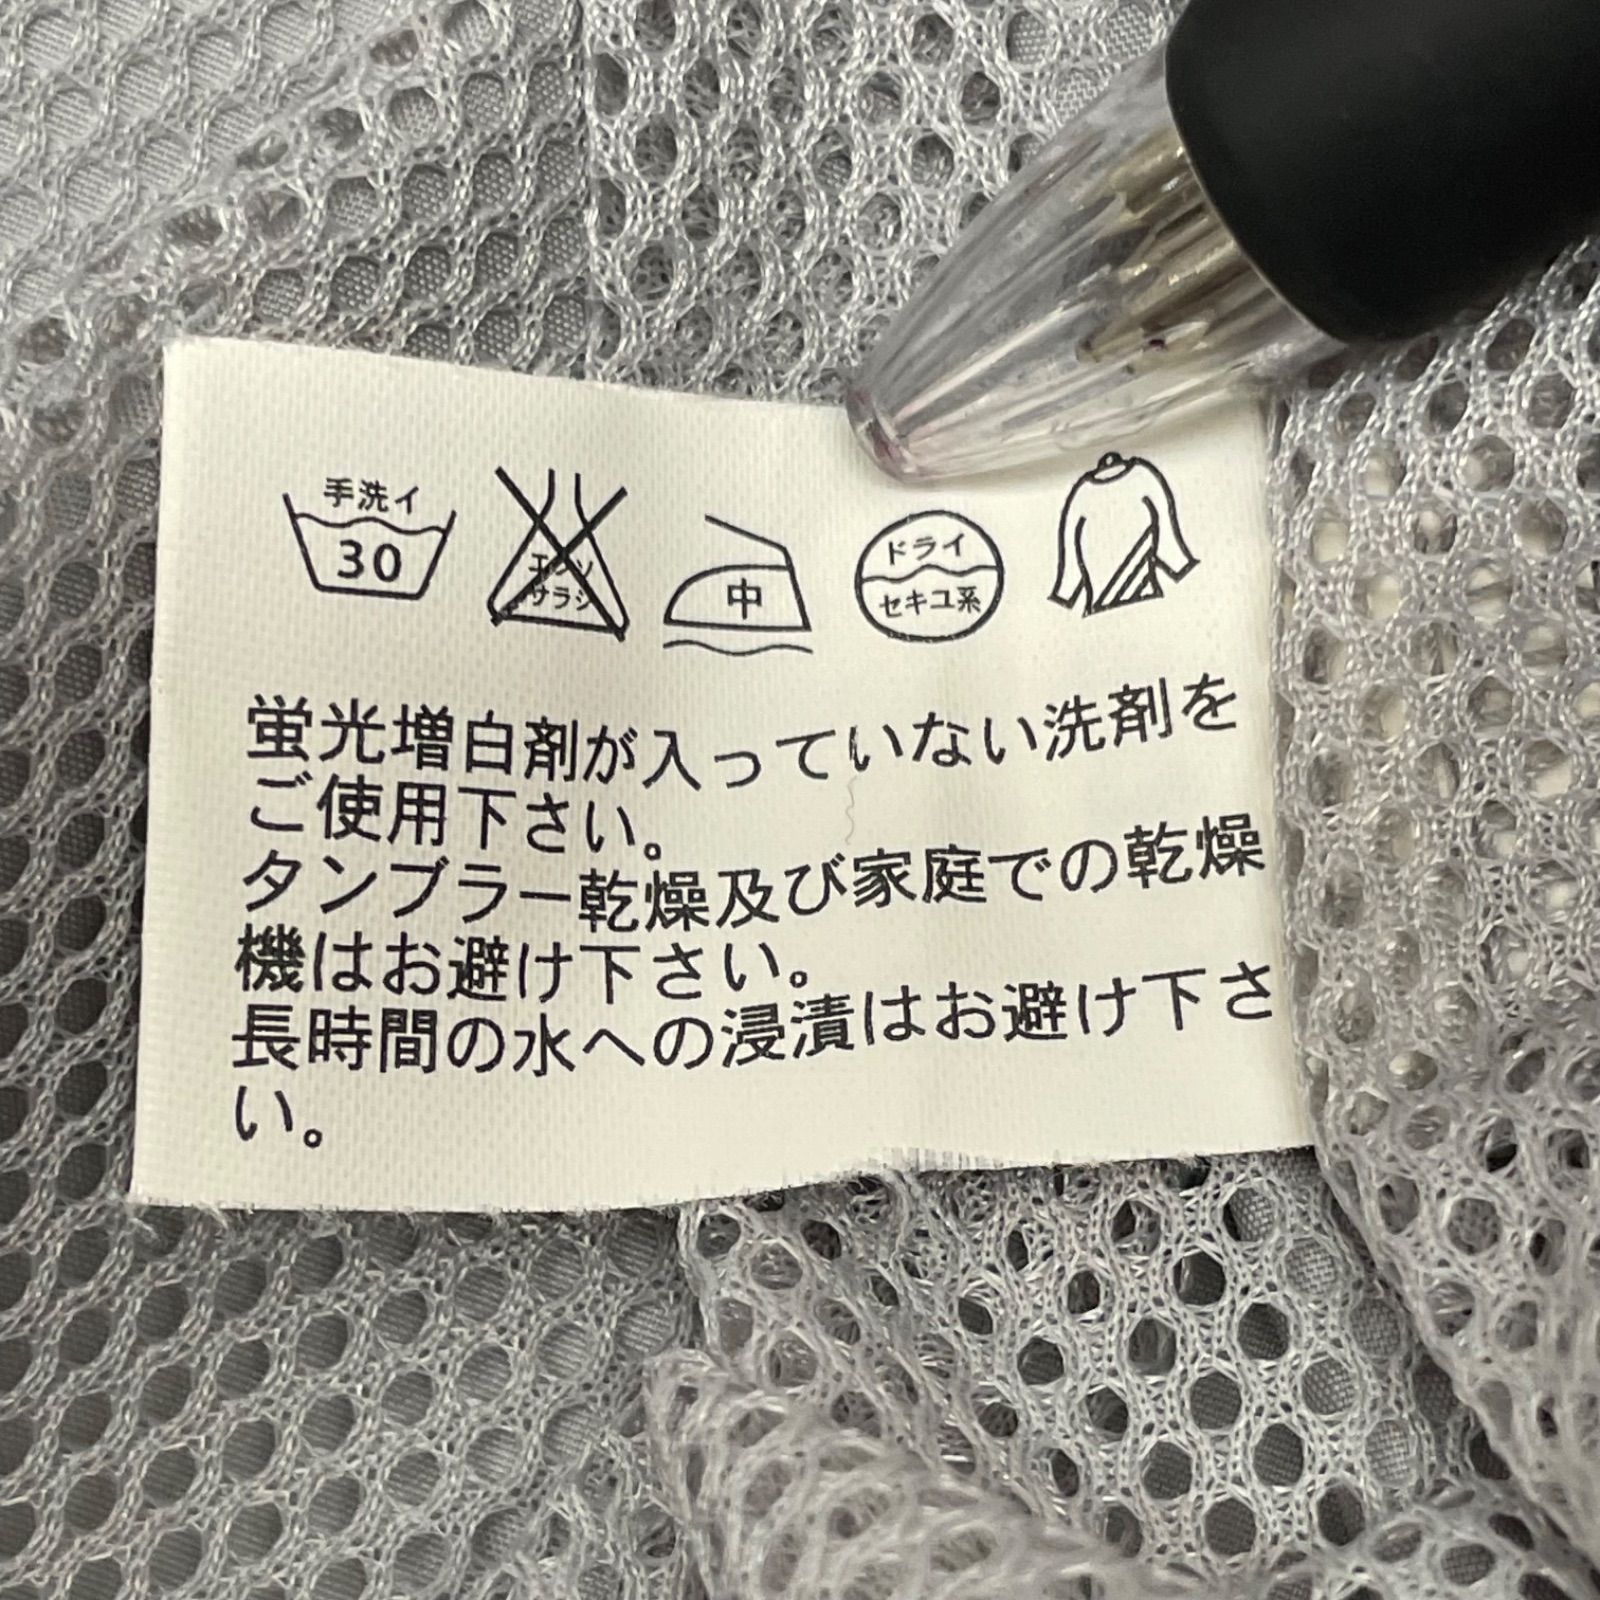 手洗イ
30
エンソ
サラシ
中
ドライ
セキユ系
蛍光増白剤が入っていない洗剤を
ご使用下さい。
タンブラー乾燥及び家庭での乾燥
機はお避け下さい。
長時間の水への浸漬はお避け下さ
い。